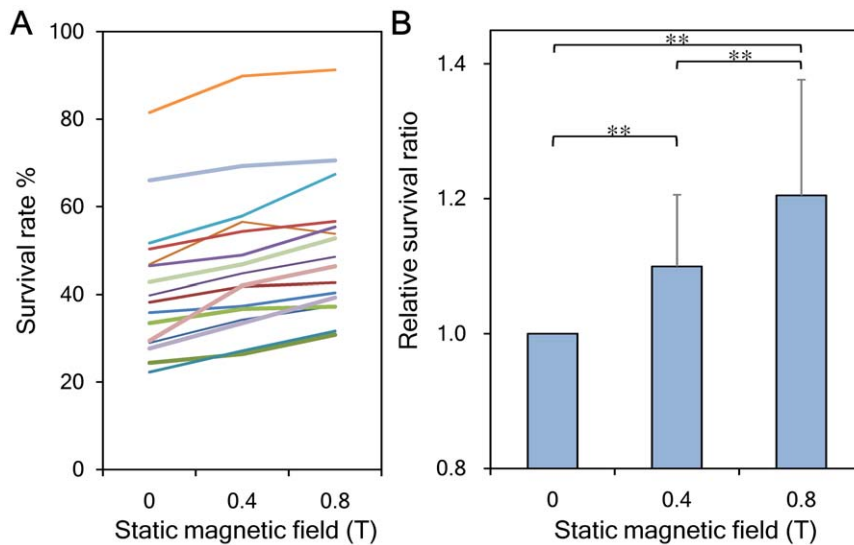 A
Survival rate %
100
80
60
40
20
0
0 0.4 0.8
Static magnetic field (T)
B
Relative survival ratio
1.4
1.2
1.0
0.8
**
**
**
0 0.4 0.8
Static magnetic field (T)